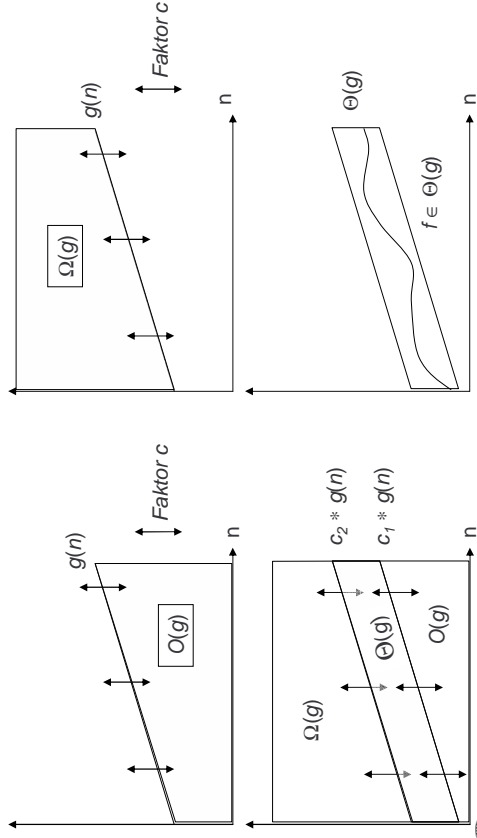 g(n)
O(g)
Faktor c
n
g(n)
Ω(g)
Faktor c
n
Ω(g)
Θ(g)
O(g)
c₂ * g(n)
c₁ * g(n)
n
Θ(g)
f ∈ Θ(g)
n